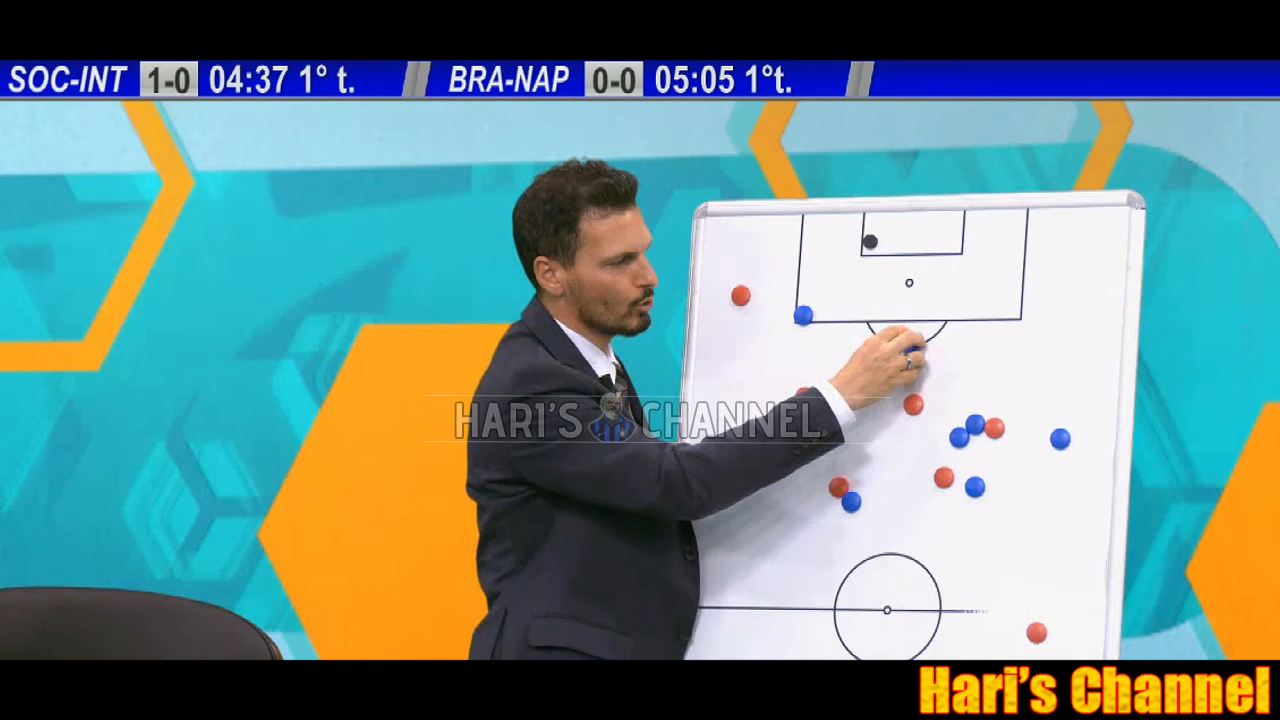 SOC-INT 1-0 04:37 1° t. BRA-NAP 0-0 05:05 1°t.
HARI'S CHANNEL
Hari's Channel